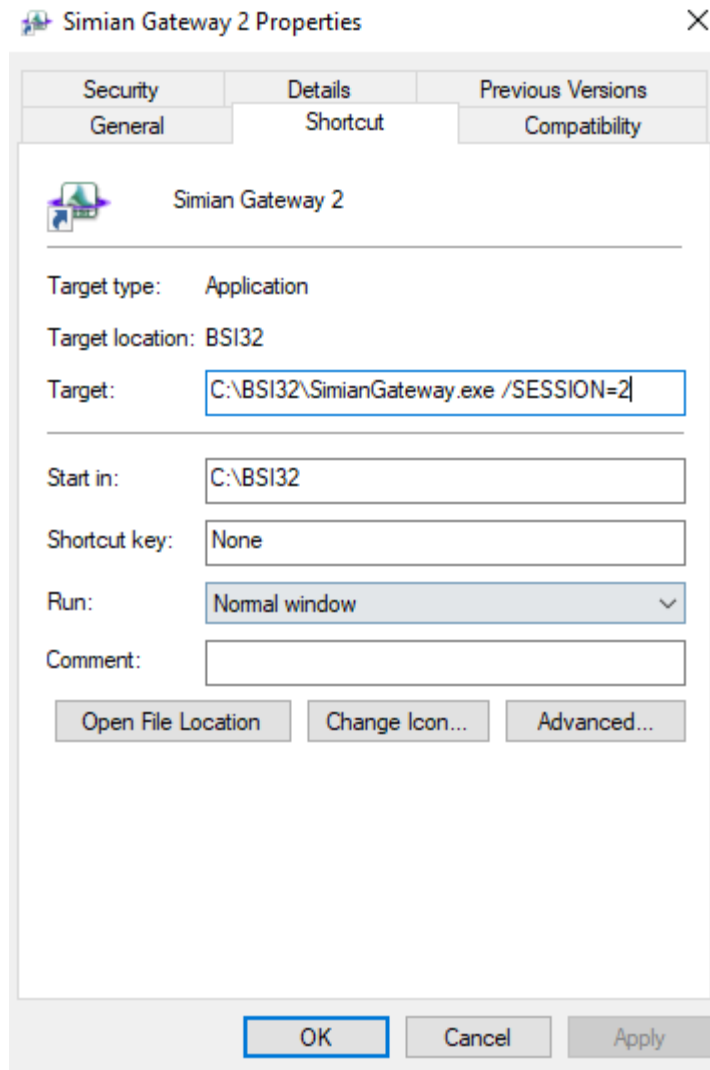 Simian Gateway 2 Properties
Security Details Previous Versions
General Shortcut Compatibility
Simian Gateway 2
Target type: Application
Target location: BSI32
Target: C:\BSI32\SimianGateway.exe /SESSION=2
Start in: C:\BSI32
Shortcut key: None
Run: Normal window
Comment:
Open File Location Change Icon... Advanced...
OK Cancel Apply